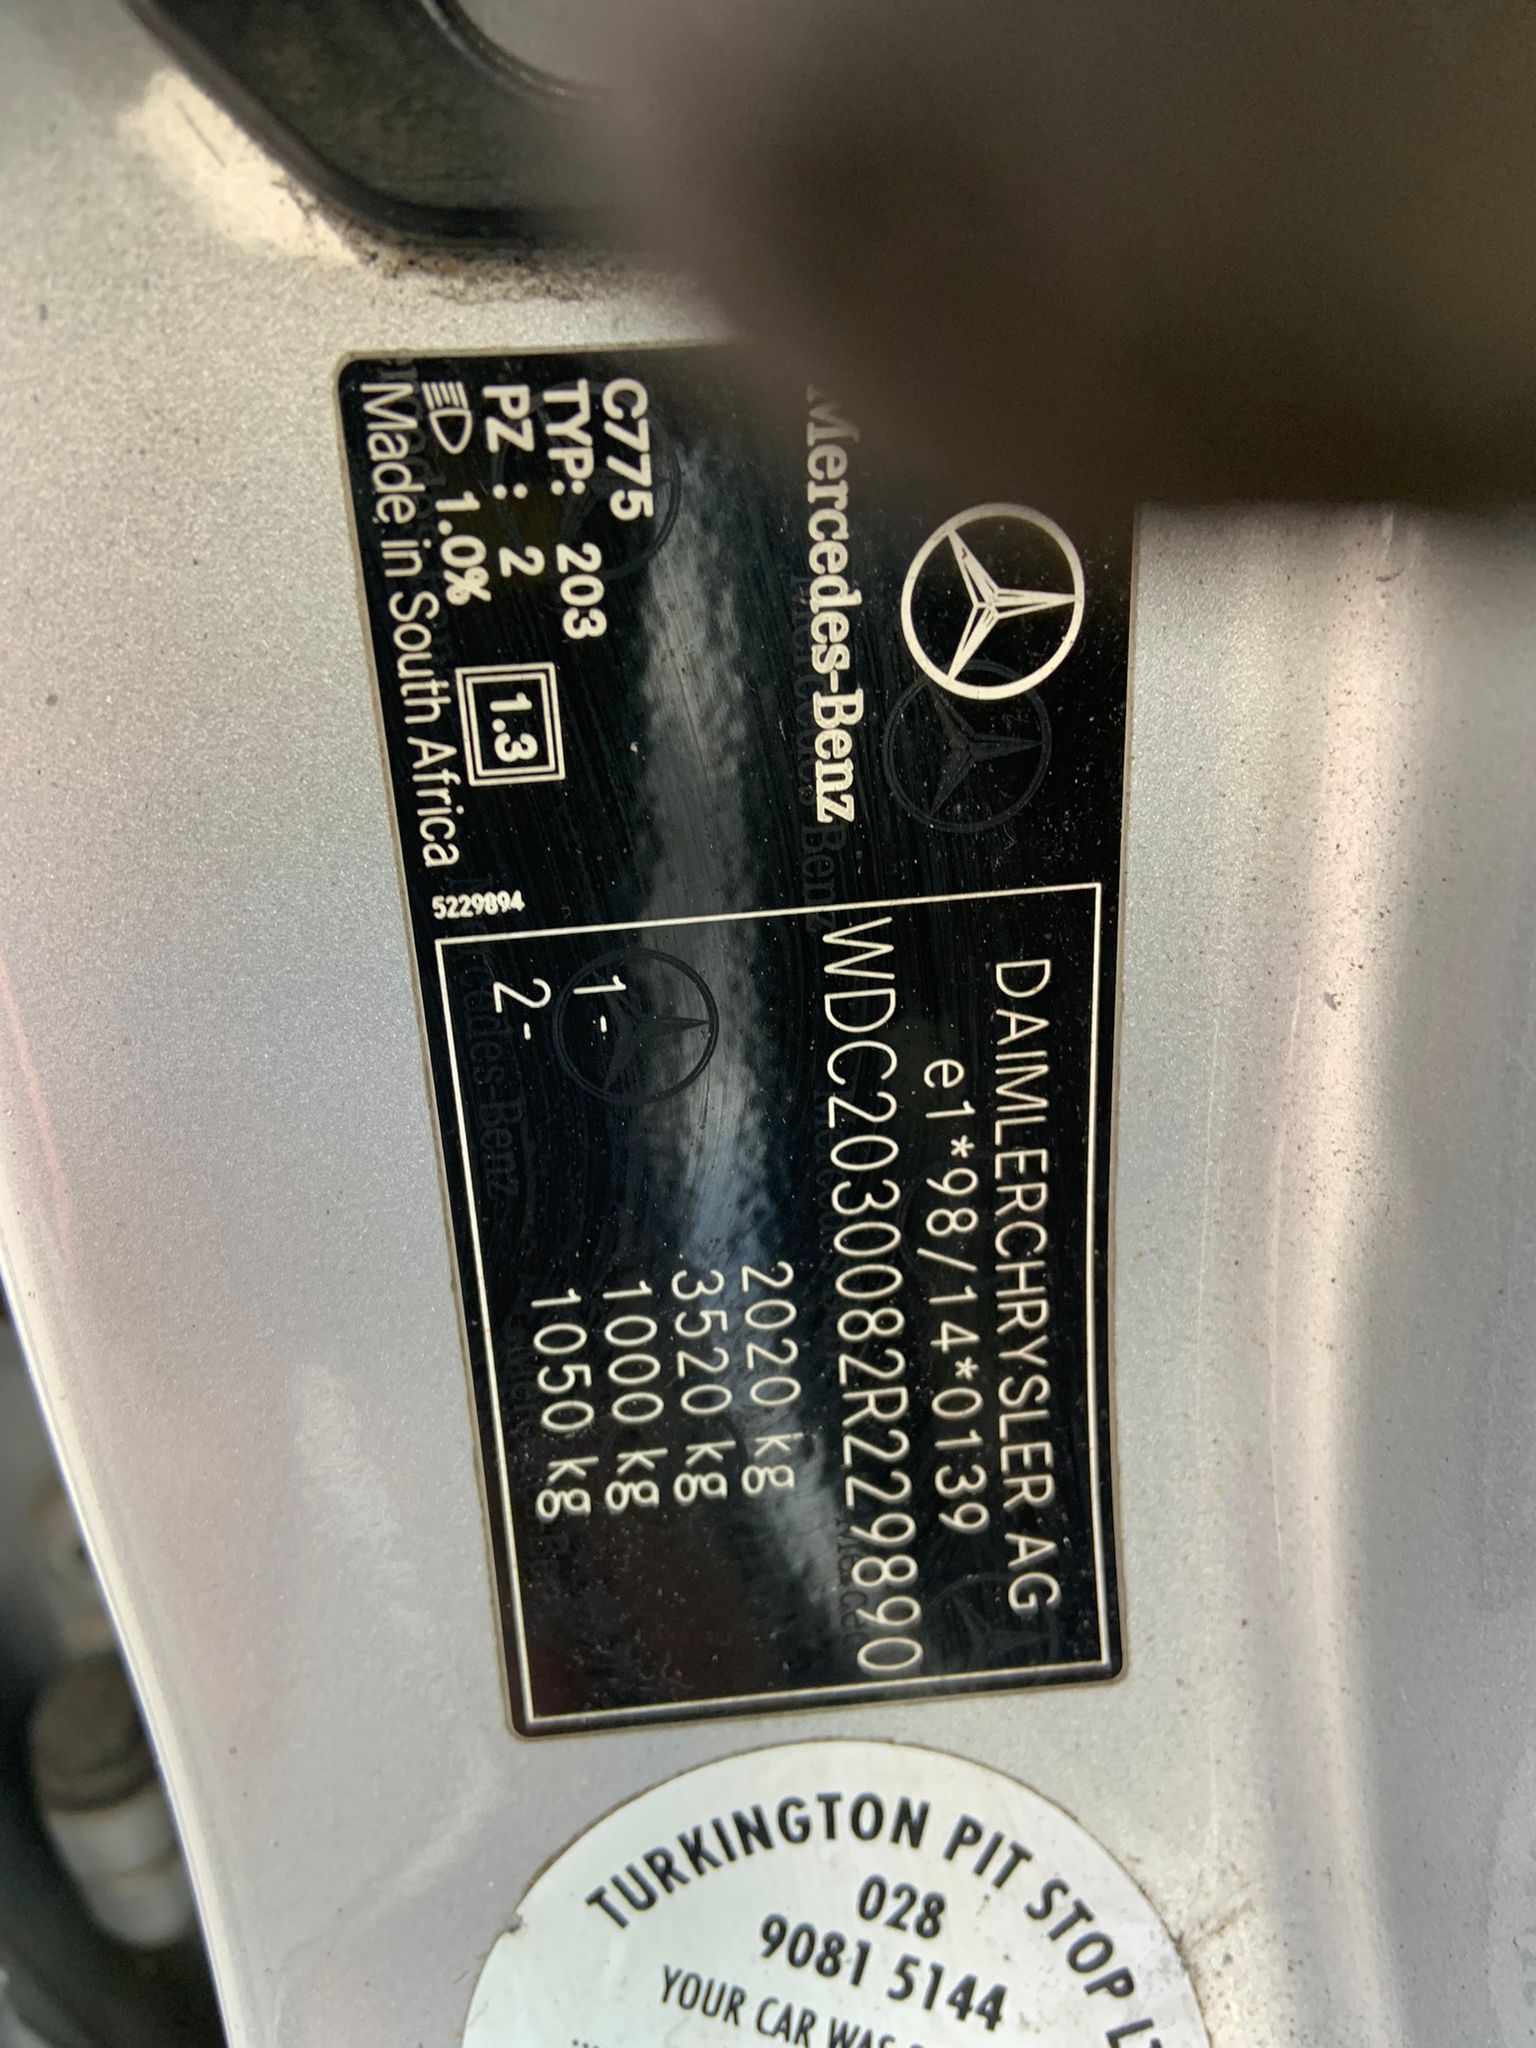 Mercedes-Benz
C775
TYP: 203
PZ : 2
1.0%
1.3
Made in South Africa
5229894
DAIMLERCHRYSLER AG
e1*98/14*0139
WDC2030082R229890
2020 kg
3520 kg
1- 1000 kg
2- 1050 kg
TURKINGTON PIT STOP
028
9081 5144
YOUR CAR WAS